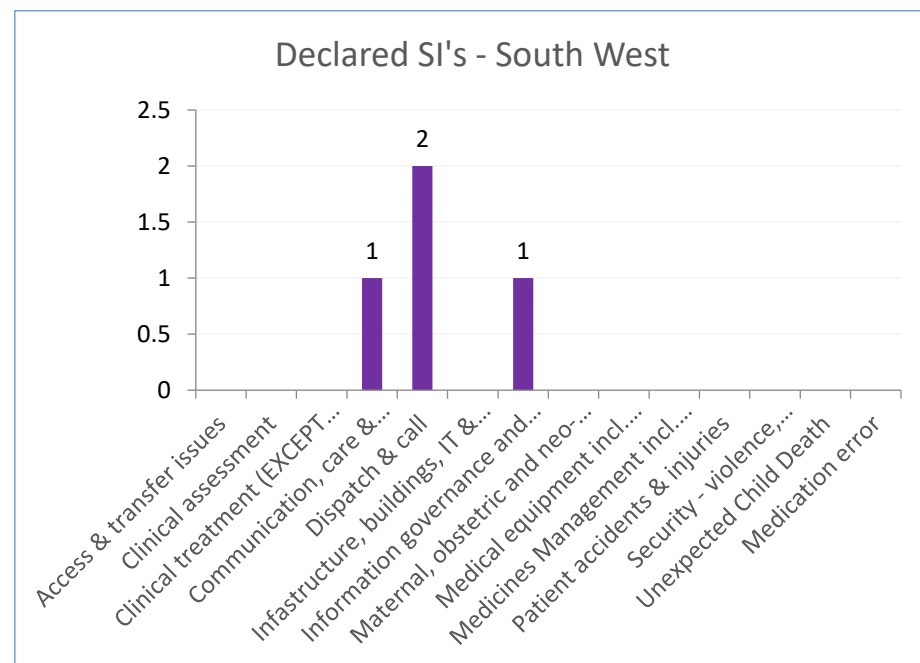 Declared SI's - South West
2.5
2
2
1.5
1
1
1
0.5
0
Access & transfer issues
Clinical assessment
Clinical treatment (EXCEPT…
Communication, care &…
Dispatch & call
Infastructure, buildings, IT &…
Information governance and…
Maternal, obstetric and neo-…
Medical equipment incl…
Medicines Management incl…
Patient accidents & injuries
Security - violence,…
Unexpected Child Death
Medication error